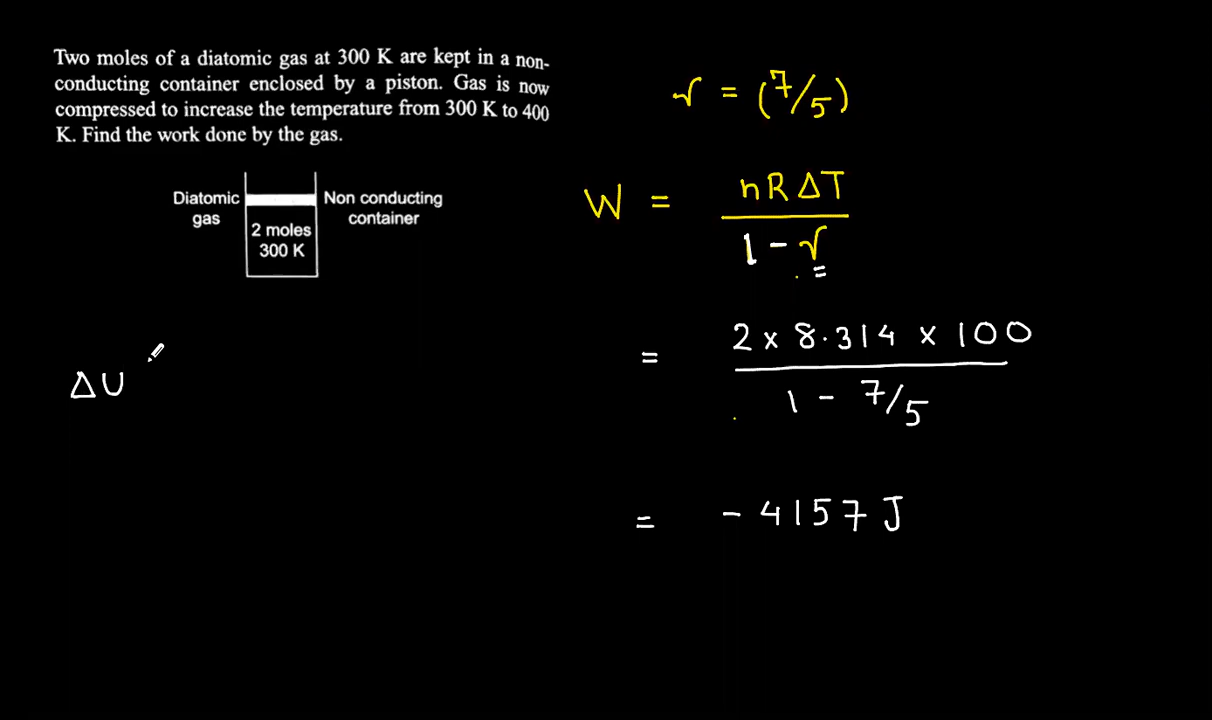 Two moles of a diatomic gas at 300 K are kept in a non-
conducting container enclosed by a piston. Gas is now
compressed to increase the temperature from 300 K to 400
K. Find the work done by the gas.
Diatomic
gas
2 moles
300 K
Non conducting
container
ΔU
γ = (7/5)
W = nRΔT / 1 - γ
= 2 x 8.314 x 100 / 1 - 7/5
= - 4157 J